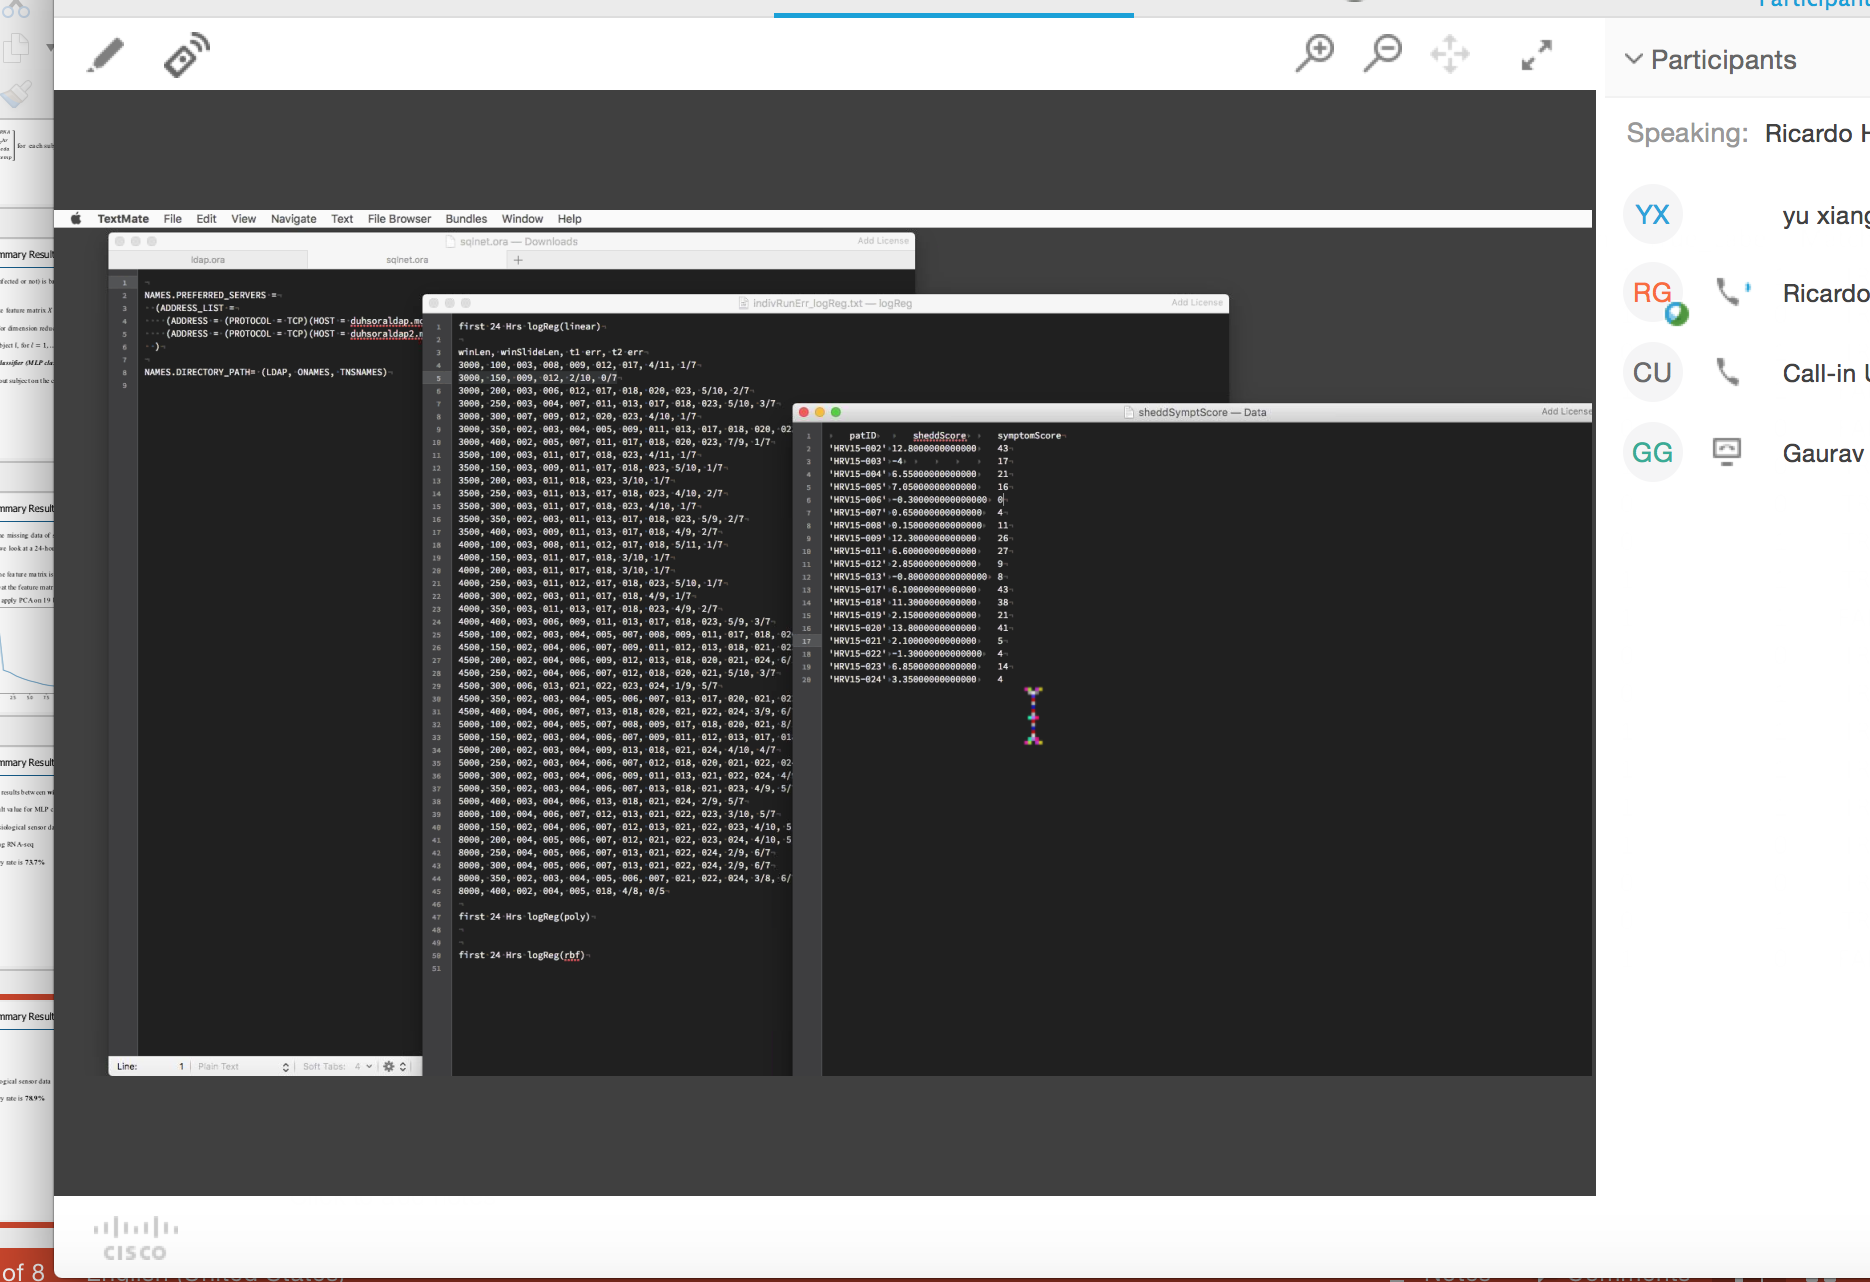 Participants
Speaking: Ricardo H
YX yu xiang
RG Ricardo
CU Call-in U
GG Gaurav
TextMate File Edit View Navigate Text File Browser Bundles Window Help
sqlnet.ora — Downloads
Add License
ldap.ora
sqlnet.ora
NAMES.PREFERRED_SERVERS =
(ADDRESS_LIST =
(ADDRESS = (PROTOCOL = TCP)(HOST = duhsoraldap.mc
(ADDRESS = (PROTOCOL = TCP)(HOST = duhsoraldap2.m
)
NAMES.DIRECTORY_PATH= (LDAP, ONAMES, TNSNAMES)
Line: 1 Plain Text Soft Tabs: 4
indivRunErr_logReg.txt — logReg
Add License
first 24 Hrs logReg(linear)
winLen, winSlideLen, t1 err, t2 err
3000, 100, 003, 008, 009, 012, 017, 4/11, 1/7
3000, 150, 009, 012, 2/10, 0/7
3000, 200, 003, 006, 012, 017, 018, 020, 023, 5/10, 2/7
3000, 250, 003, 004, 007, 011, 013, 017, 018, 023, 5/10, 3/7
3000, 300, 007, 009, 012, 020, 023, 4/10, 1/7
3000, 350, 002, 003, 004, 005, 009, 011, 013, 017, 018, 020, 02
3000, 400, 002, 005, 007, 011, 017, 018, 020, 023, 7/9, 1/7
3500, 100, 003, 011, 017, 018, 023, 4/11, 1/7
3500, 150, 003, 009, 011, 017, 018, 023, 5/10, 1/7
3500, 200, 003, 011, 018, 023, 3/10, 1/7
3500, 250, 003, 011, 013, 017, 018, 023, 4/10, 2/7
3500, 300, 003, 011, 017, 018, 023, 4/10, 1/7
3500, 350, 002, 003, 011, 013, 017, 018, 023, 5/9, 2/7
3500, 400, 003, 009, 011, 013, 017, 018, 4/9, 2/7
4000, 100, 003, 008, 011, 012, 017, 018, 5/11, 1/7
4000, 150, 003, 011, 017, 018, 3/10, 1/7
4000, 200, 003, 011, 017, 018, 3/10, 1/7
4000, 250, 003, 011, 012, 017, 018, 023, 5/10, 1/7
4000, 300, 002, 003, 011, 017, 018, 4/9, 1/7
4000, 350, 003, 011, 013, 017, 018, 023, 4/9, 2/7
4000, 400, 003, 006, 009, 011, 013, 017, 018, 023, 5/9, 3/7
4500, 100, 002, 003, 004, 005, 007, 008, 009, 011, 017, 018, 02
4500, 150, 002, 004, 006, 007, 009, 011, 012, 013, 018, 021, 02
4500, 200, 002, 004, 006, 009, 012, 013, 018, 020, 021, 024, 6/
4500, 250, 002, 004, 006, 007, 012, 018, 020, 021, 5/10, 3/7
4500, 300, 006, 013, 021, 022, 023, 024, 1/9, 5/7
4500, 350, 002, 003, 004, 005, 006, 007, 013, 017, 020, 021, 02
4500, 400, 004, 006, 007, 013, 018, 020, 021, 022, 024, 3/9, 6/
5000, 100, 002, 004, 005, 007, 008, 009, 017, 018, 020, 021, 8/
5000, 150, 002, 003, 004, 006, 007, 009, 011, 012, 013, 017, 01
5000, 200, 002, 003, 004, 009, 013, 018, 021, 024, 4/10, 4/7
5000, 250, 002, 003, 004, 006, 007, 012, 018, 020, 021, 022, 02
5000, 300, 002, 003, 004, 006, 009, 011, 013, 021, 022, 024, 4/
5000, 350, 002, 003, 004, 006, 007, 013, 018, 021, 023, 4/9, 5/
5000, 400, 003, 004, 006, 013, 018, 021, 024, 2/9, 5/7
8000, 100, 004, 006, 007, 012, 013, 021, 022, 023, 3/10, 5/7
8000, 150, 002, 004, 006, 007, 012, 013, 021, 022, 023, 4/10, 5
8000, 200, 004, 005, 006, 007, 012, 021, 022, 023, 024, 4/10, 5
8000, 250, 004, 005, 006, 007, 013, 021, 022, 024, 2/9, 6/7
8000, 300, 004, 005, 006, 007, 013, 021, 022, 024, 2/9, 6/7
8000, 350, 002, 003, 004, 005, 006, 007, 021, 022, 024, 3/8, 6/
8000, 400, 002, 004, 005, 018, 4/8, 0/5
first 24 Hrs logReg(poly)
first 24 Hrs logReg(rbf)
sheddSymptScore — Data
Add License
patID sheddScore symptomScore
'HRV15-002' 12.8000000000000 43
'HRV15-003' -4 17
'HRV15-004' 6.55000000000000 21
'HRV15-005' 7.05000000000000 16
'HRV15-006' -0.300000000000000 0
'HRV15-007' 0.650000000000000 4
'HRV15-008' 0.150000000000000 11
'HRV15-009' 12.3000000000000 26
'HRV15-011' 6.60000000000000 27
'HRV15-012' 2.85000000000000 9
'HRV15-013' -0.800000000000000 8
'HRV15-017' 6.10000000000000 43
'HRV15-018' 11.3000000000000 38
'HRV15-019' 2.15000000000000 21
'HRV15-020' 13.8000000000000 41
'HRV15-021' 2.10000000000000 5
'HRV15-022' -1.30000000000000 4
'HRV15-023' 6.85000000000000 14
'HRV15-024' 3.35000000000000 4
CISCO
of 8